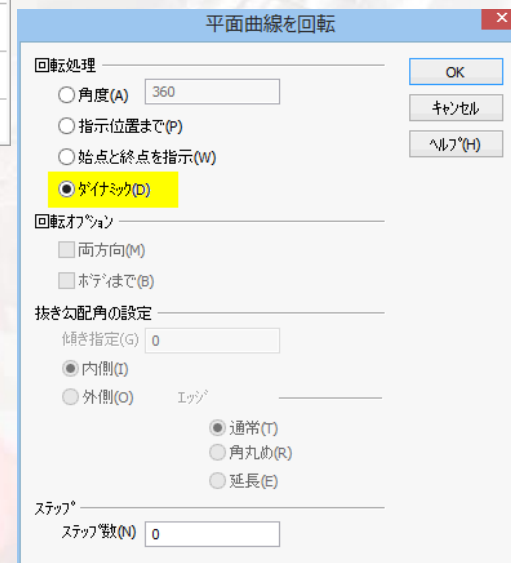 平面曲線を回転
回転処理
角度(A) 360
指示位置まで(P)
始点と終点を指示(W)
ダイナミック(D)
OK
キャンセル
ヘルプ(H)
回転オプション
両方向(M)
ボディまで(B)
抜き勾配角の設定
傾き指定(G) 0
内側(I)
外側(O) エッジ
通常(T)
角丸め(R)
延長(E)
ステップ
ステップ数(N) 0